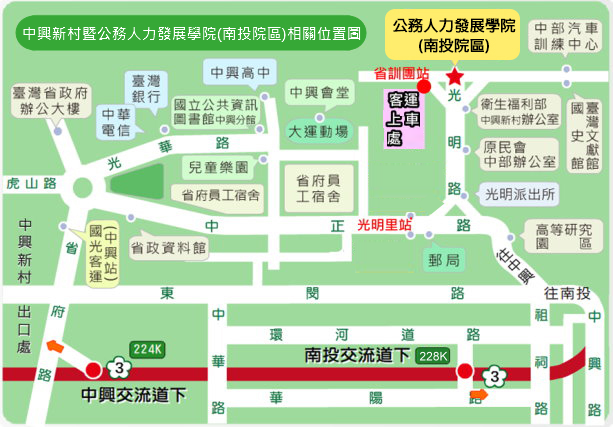 中興新村暨公務人力發展學院(南投院區)相關位置圖
公務人力發展學院
(南投院區)
中部汽車
訓練中心
省訓團站
客運
上車
處
臺灣省政府
辦公大樓
中華
電信
臺灣
銀行
中興高中
國立公共資訊
圖書館中興分館
中興會堂
大運動場
衛生福利部
中興新村辦公室
國史館
臺灣文獻館
原民會
中部辦公室
光明派出所
光華路
光明路
兒童樂園
省府員工宿舍
省府員
工宿舍
虎山路
中正路
光明里站
郵局
高等研究
園區
往中興
省政資料館
國光客運
(中興站)
中興新村
出口處
省府路
東閔路
往南投
中華路
環河道路
祖祠路
中興路
224K
3
中興交流道下
南投交流道下
228K
3
華陽路